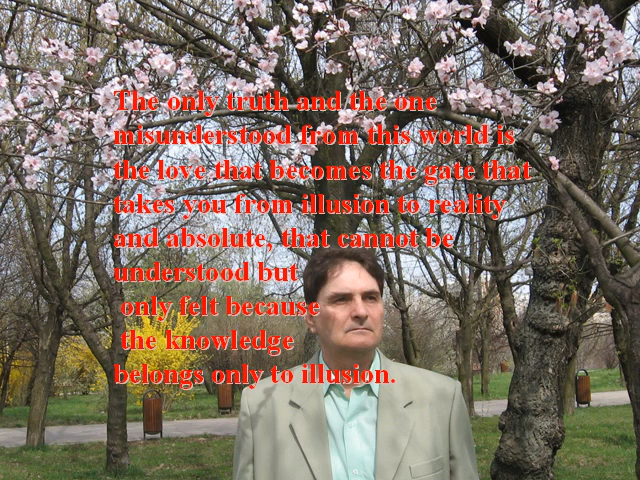 The only truth and the one
misunderstood from this world is
the love that becomes the gate that
takes you from illusion to reality
and absolute, that cannot be
understood but
only felt because
the knowledge
belongs only to illusion.